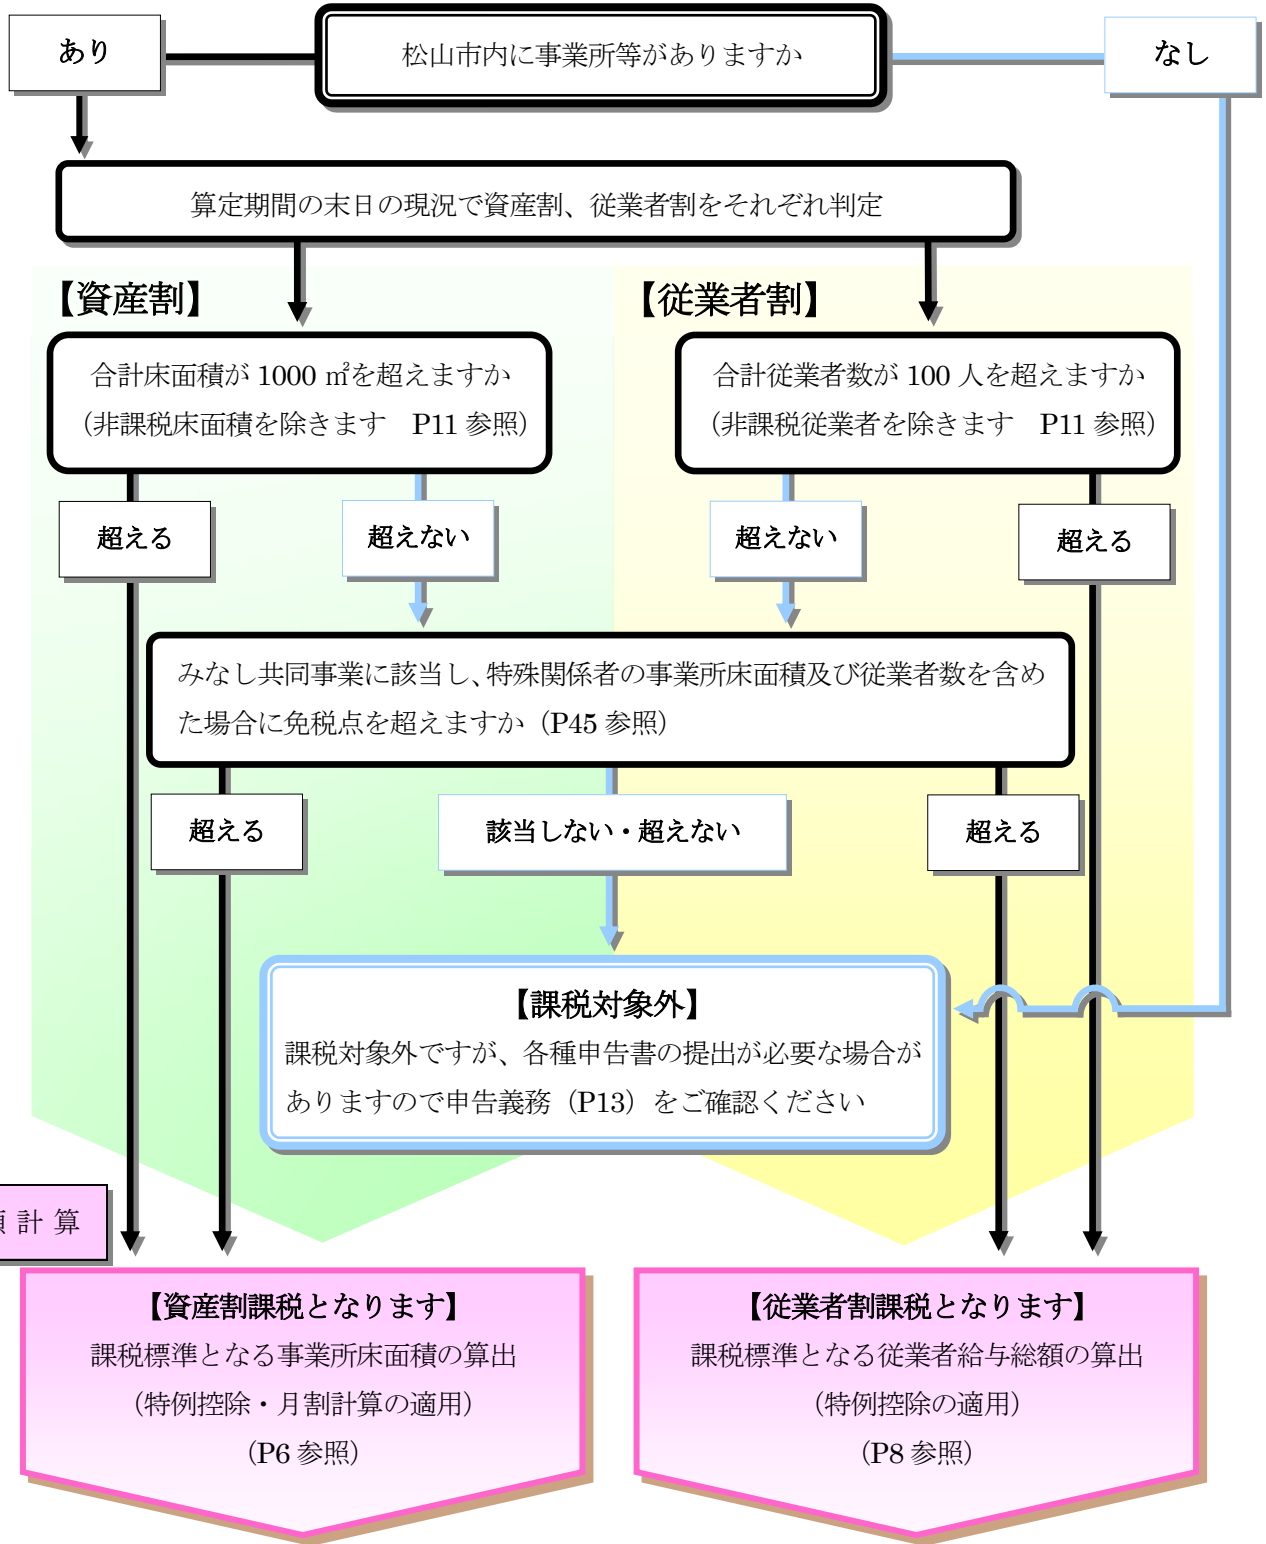 あり
松山市内に事業所等がありますか
なし
算定期間の末日の現況で資産割、従業者割をそれぞれ判定
【資産割】
【従業者割】
合計床面積が 1000 ㎡を超えますか
(非課税床面積を除きます　P11 参照)
合計従業者数が 100 人を超えますか
(非課税従業者を除きます　P11 参照)
超える
超えない
超えない
超える
みなし共同事業に該当し、特殊関係者の事業所床面積及び従業者数を含め
た場合に免税点を超えますか（P45 参照）
超える
該当しない・超えない
超える
【課税対象外】
課税対象外ですが、各種申告書の提出が必要な場合が
ありますので申告義務（P13）をご確認ください
計 算
【資産割課税となります】
課税標準となる事業所床面積の算出
（特例控除・月割計算の適用）
（P6 参照）
【従業者割課税となります】
課税標準となる従業者給与総額の算出
（特例控除の適用）
（P8 参照）